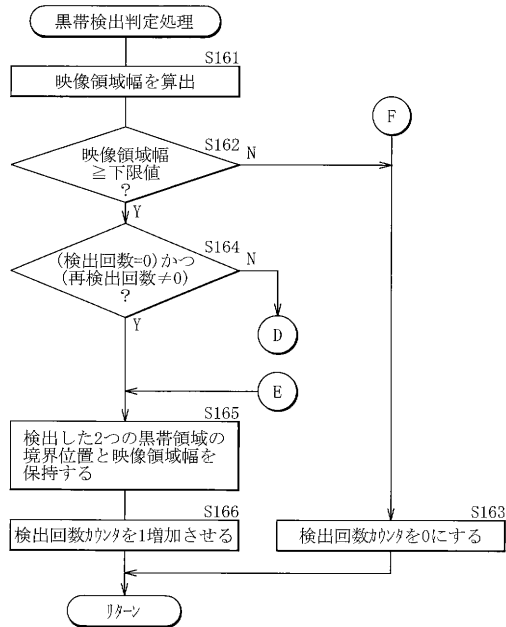 黒帯検出判定処理
S161
映像領域幅を算出
F
S162
映像領域幅
≧下限値
?
N
Y
S164
(検出回数=0)かつ
(再検出回数≠0)
?
N
Y
D
E
S165
検出した2つの黒帯領域の
境界位置と映像領域幅を
保持する
S166
検出回数ｶｳﾝﾀを1増加させる
S163
検出回数ｶｳﾝﾀを0にする
ﾘﾀｰﾝ